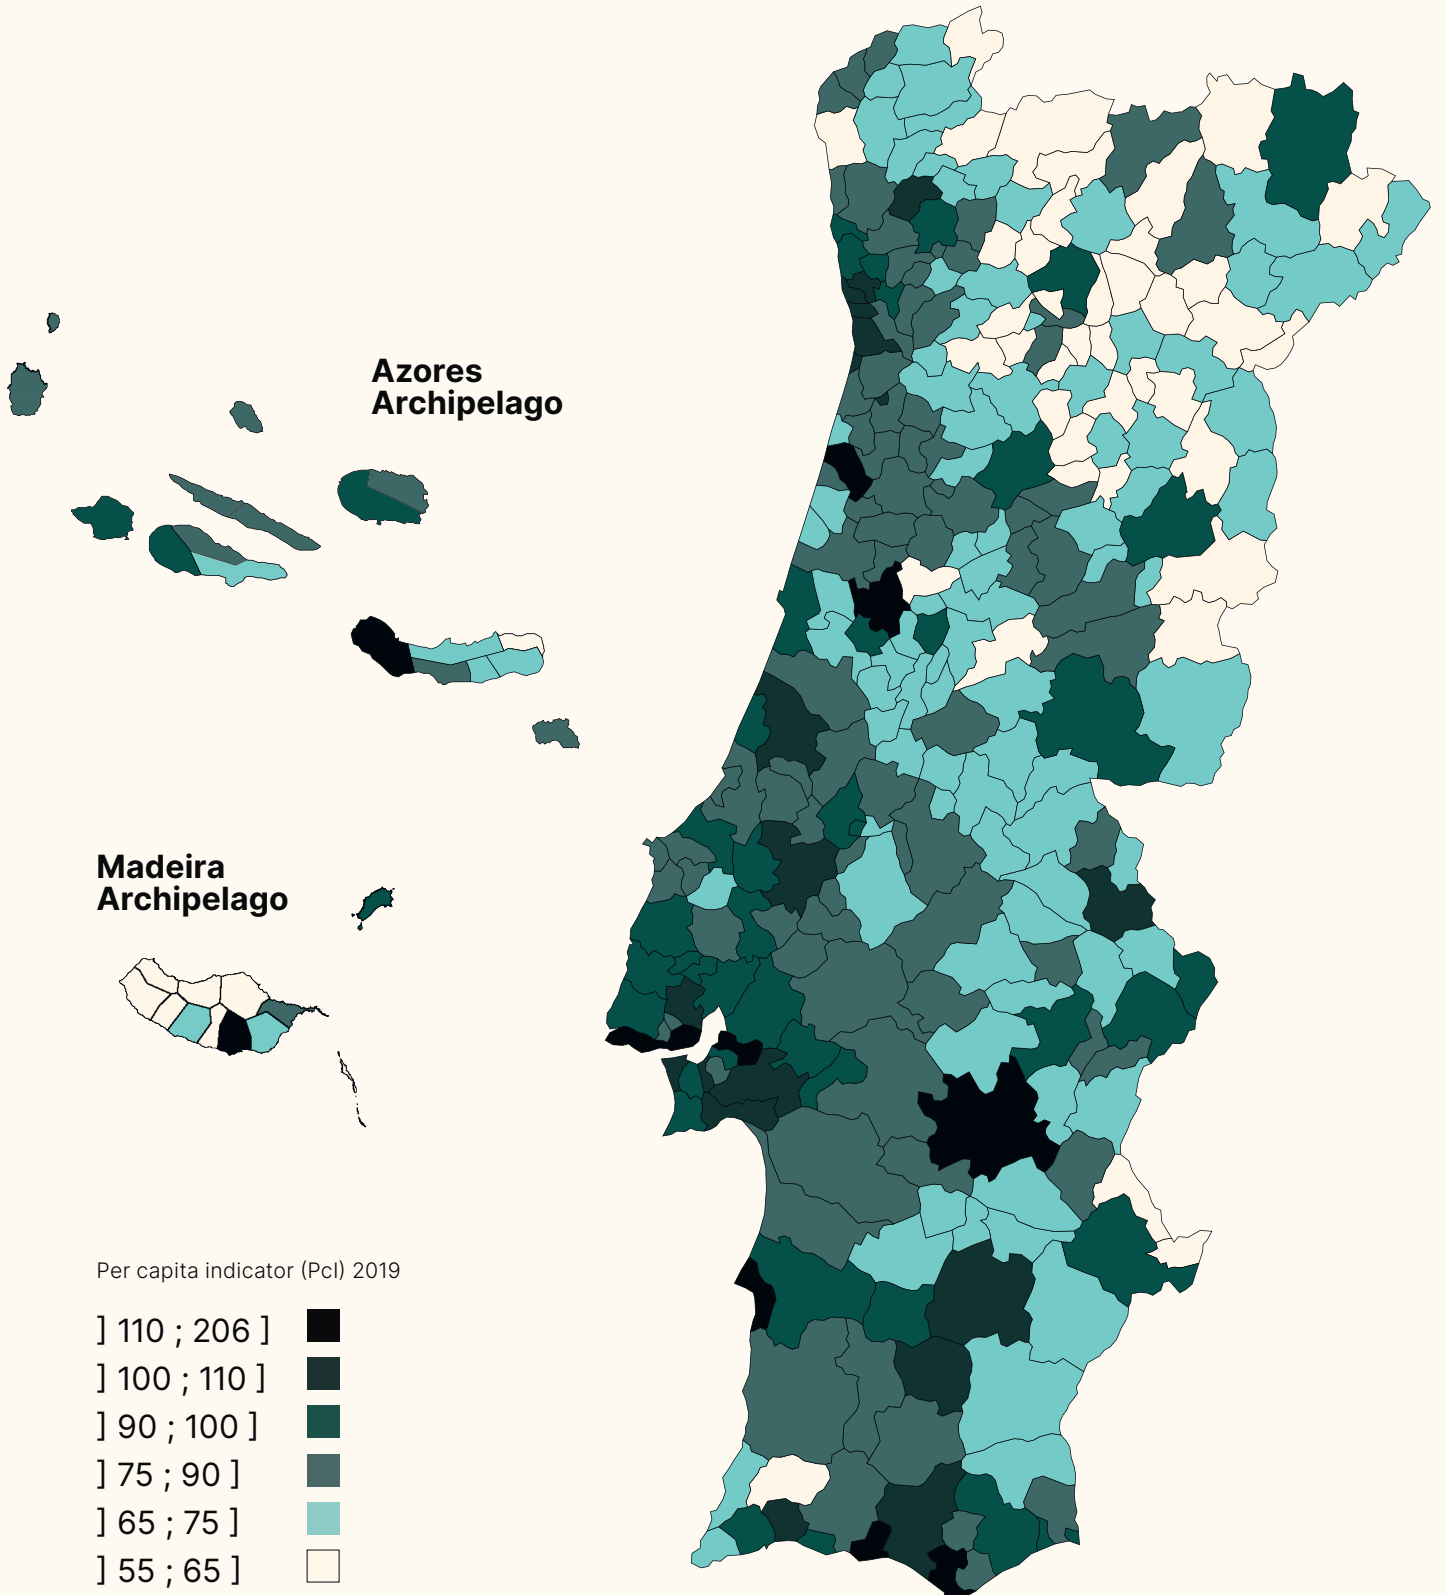 Azores
Archipelago
Madeira
Archipelago
Per capita indicator (PcI) 2019
] 110 ; 206 ]
] 100 ; 110 ]
] 90 ; 100 ]
] 75 ; 90 ]
] 65 ; 75 ]
] 55 ; 65 ]